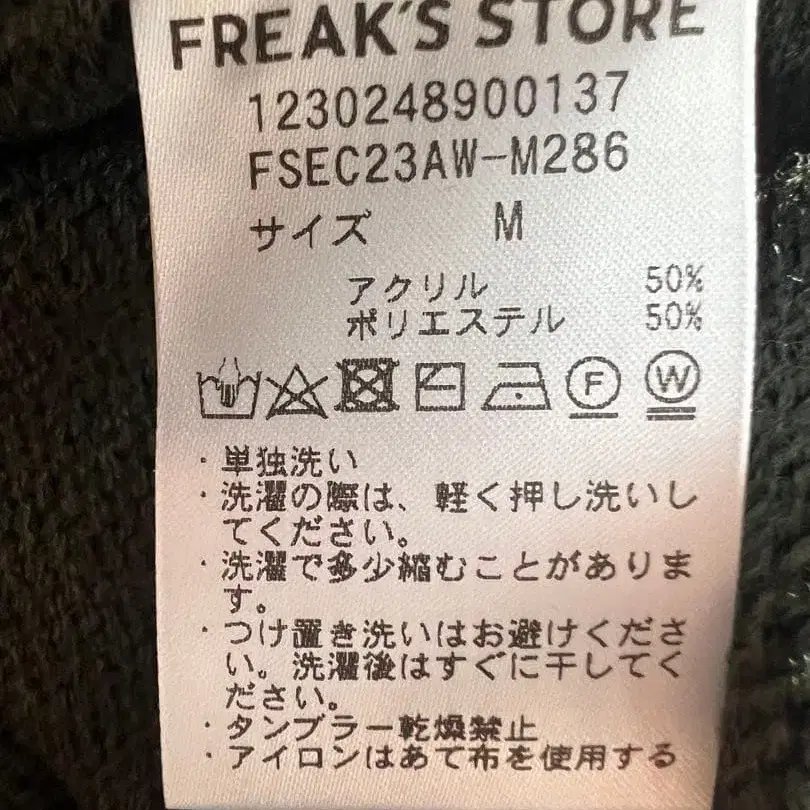 FREAK'S STORE
1230248900137
FSEC23AW-M286
サイズ M
アクリル 50%
ポリエステル 50%
F W
・単独洗い
・洗濯の際は、軽く押し洗いし
てください。
・洗濯で多少縮むことがありま
す。
・つけ置き洗いはお避けくださ
い。洗濯後はすぐに干してく
ださい。
・タンブラー乾燥禁止
・アイロンはあて布を使用する